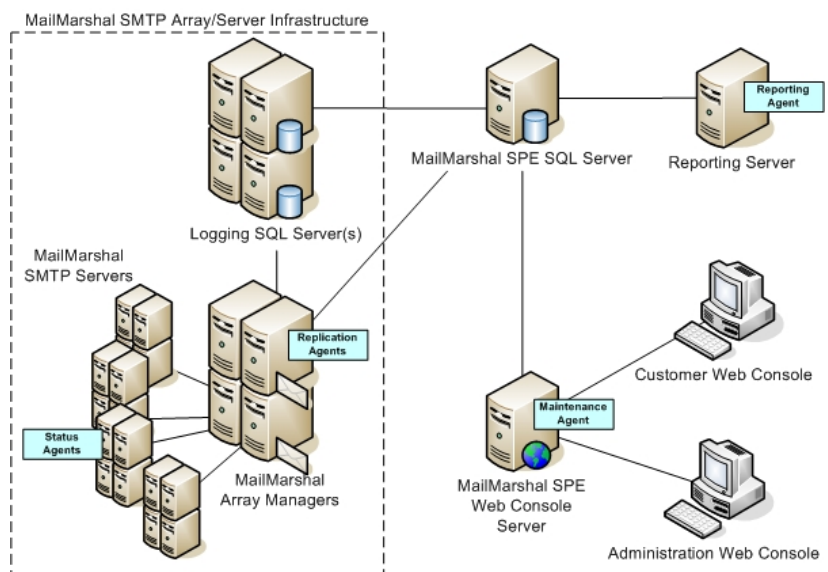 MailMarshal SMTP Array/Server Infrastructure
Reporting
Agent
MailMarshal SPE SQL Server
Reporting Server
Logging SQL Server(s)
MailMarshal
SMTP Servers
Replication
Agents
Customer Web Console
Maintenance
Agent
Status
Agents
MailMarshal
Array Managers
MailMarshal SPE
Web Console
Server
Administration Web Console